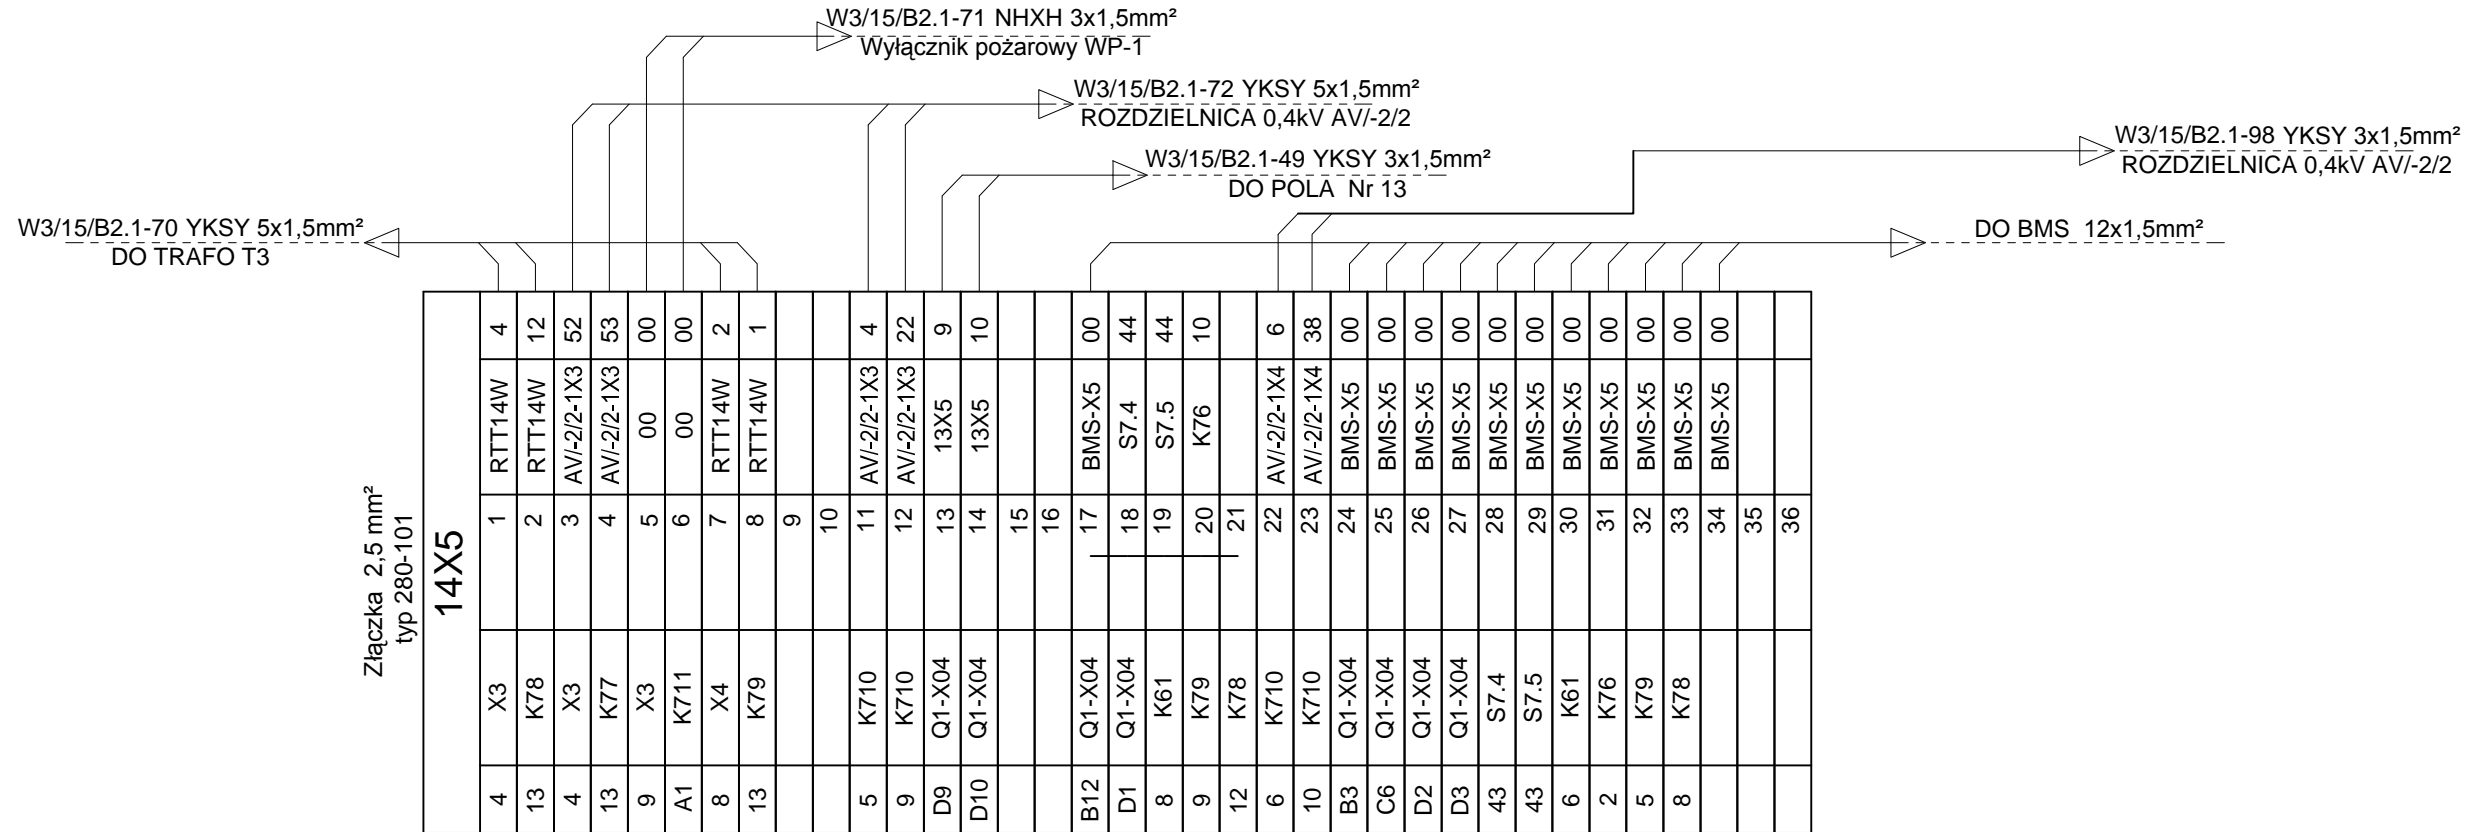 W3/15/B2.1-71 NHXH 3x1,5mm²
Wyłącznik pożarowy WP-1
W3/15/B2.1-72 YKSY 5x1,5mm²
ROZDZIELNICA 0,4kV AV/-2/2
W3/15/B2.1-98 YKSY 3x1,5mm²
ROZDZIELNICA 0,4kV AV/-2/2
W3/15/B2.1-49 YKSY 3x1,5mm²
DO POLA Nr 13
W3/15/B2.1-70 YKSY 5x1,5mm²
DO TRAFO T3
DO BMS 12x1,5mm²
Złączka 2,5 mm²
typ 280-101
14X5
4 12 52 53 00 00 2 1 4 22 9 10 00 44 44 10 6 38 00 00 00 00 00 00 00 00 00 00 00
RTT14W RTT14W AV/-2/2-1X3 AV/-2/2-1X3 00 00 RTT14W RTT14W AV/-2/2-1X3 AV/-2/2-1X3 13X5 13X5 BMS-X5 S7.4 S7.5 K76 AV/-2/2-1X4 AV/-2/2-1X4 BMS-X5 BMS-X5 BMS-X5 BMS-X5 BMS-X5 BMS-X5 BMS-X5 BMS-X5 BMS-X5 BMS-X5 BMS-X5
1 2 3 4 5 6 7 8 9 10 11 12 13 14 15 16 17 18 19 20 21 22 23 24 25 26 27 28 29 30 31 32 33 34 35 36
X3 K78 X3 K77 X3 K711 X4 K79 K710 K710 Q1-X04 Q1-X04 Q1-X04 Q1-X04 K61 K79 K78 K710 K710 Q1-X04 Q1-X04 Q1-X04 Q1-X04 S7.4 S7.5 K61 K76 K79 K78
4 13 4 13 9 A1 8 13 5 9 D9 D10 B12 D1 8 9 12 6 10 B3 C6 D2 D3 43 43 6 2 5 8